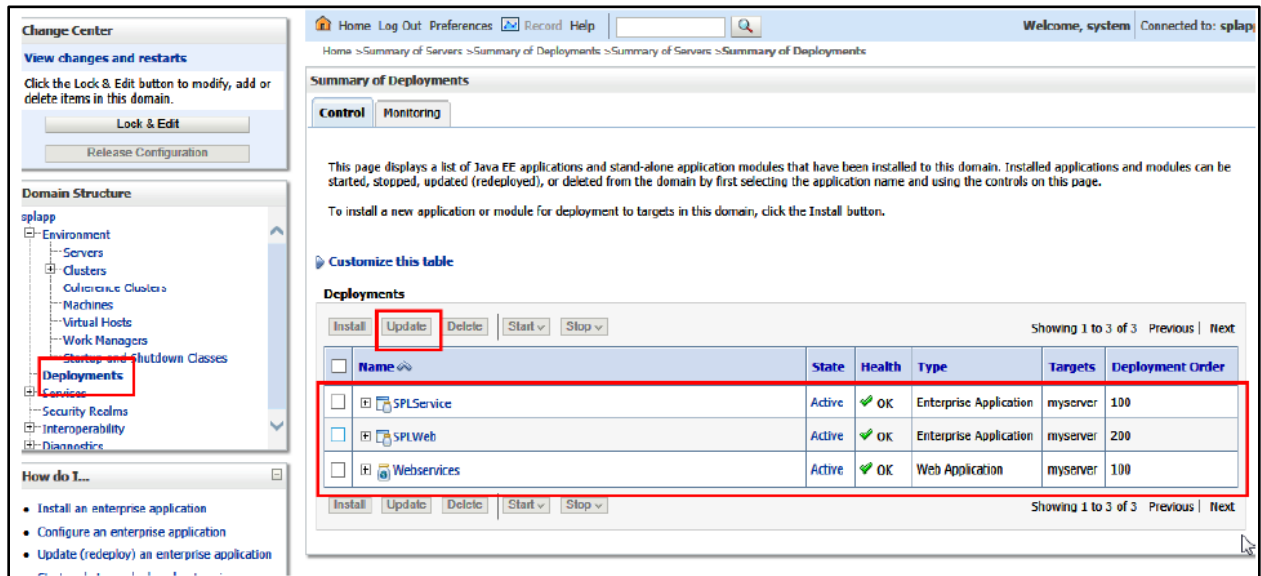 Change Center
View changes and restarts
Click the Lock & Edit button to modify, add or
delete items in this domain.
Lock & Edit
Release Configuration
Domain Structure
splapp
Environment
Servers
Clusters
Coherence Clusters
Machines
Virtual Hosts
Work Managers
Startup and Shutdown Classes
Deployments
Services
Security Realms
Interoperability
Diagnostics
How do I...
Install an enterprise application
Configure an enterprise application
Update (redeploy) an enterprise application
Home Log Out Preferences Record Help
Welcome, system Connected to: splapp
Home >Summary of Servers >Summary of Deployments >Summary of Servers >Summary of Deployments
Summary of Deployments
Control Monitoring
This page displays a list of Java EE applications and stand-alone application modules that have been installed to this domain. Installed applications and modules can be
started, stopped, updated (redeployed), or deleted from the domain by first selecting the application name and using the controls on this page.
To install a new application or module for deployment to targets in this domain, click the Install button.
Customize this table
Deployments
Install Update Delete Start Stop Showing 1 to 3 of 3 Previous | Next
Name State Health Type Targets Deployment Order
SPLService Active OK Enterprise Application myserver 100
SPLWeb Active OK Enterprise Application myserver 200
Webservices Active OK Web Application myserver 100
Install Update Delete Start Stop Showing 1 to 3 of 3 Previous | Next